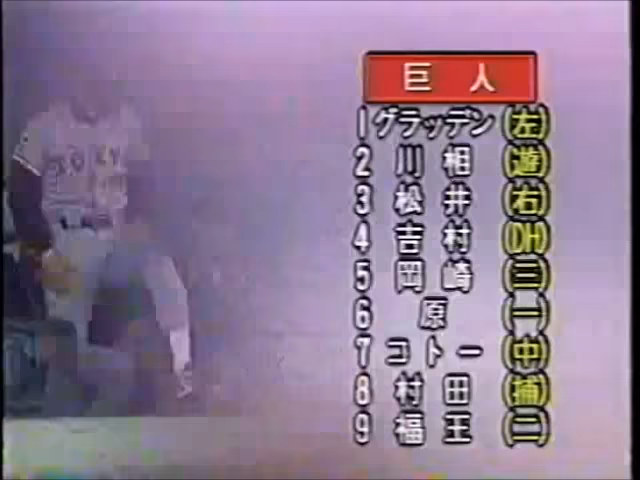 巨人
1 グラッデン (左)
2 川相 (遊)
3 松井 (右)
4 吉村 (DH)
5 岡崎 (三)
6 原 (一)
7 コトー (中)
8 村田 (捕)
9 福王 (二)